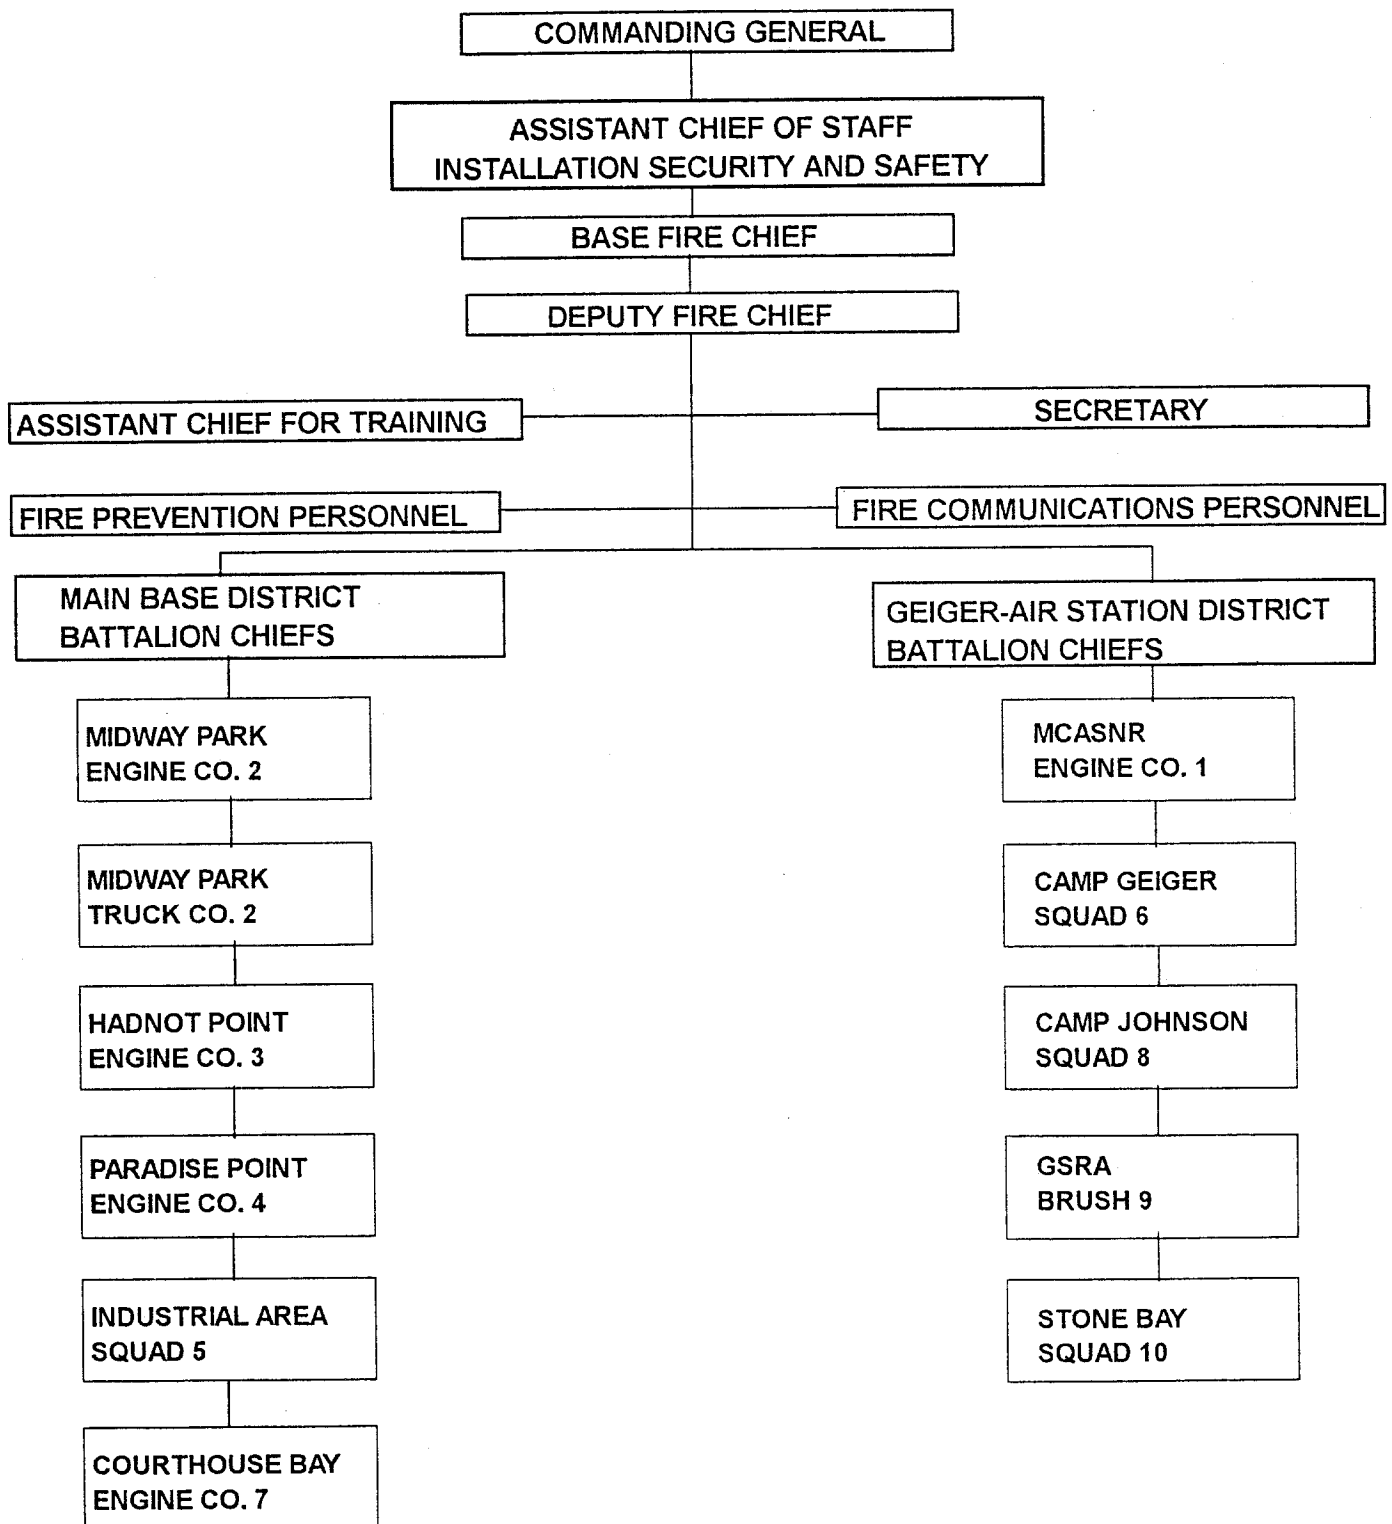 COMMANDING GENERAL
ASSISTANT CHIEF OF STAFF
INSTALLATION SECURITY AND SAFETY
BASE FIRE CHIEF
DEPUTY FIRE CHIEF
ASSISTANT CHIEF FOR TRAINING
SECRETARY
FIRE PREVENTION PERSONNEL
FIRE COMMUNICATIONS PERSONNEL
MAIN BASE DISTRICT
BATTALION CHIEFS
MIDWAY PARK
ENGINE CO. 2
MIDWAY PARK
TRUCK CO. 2
HADNOT POINT
ENGINE CO. 3
PARADISE POINT
ENGINE CO. 4
INDUSTRIAL AREA
SQUAD 5
COURTHOUSE BAY
ENGINE CO. 7
GEIGER-AIR STATION DISTRICT
BATTALION CHIEFS
MCASNR
ENGINE CO. 1
CAMP GEIGER
SQUAD 6
CAMP JOHNSON
SQUAD 8
GSRA
BRUSH 9
STONE BAY
SQUAD 10